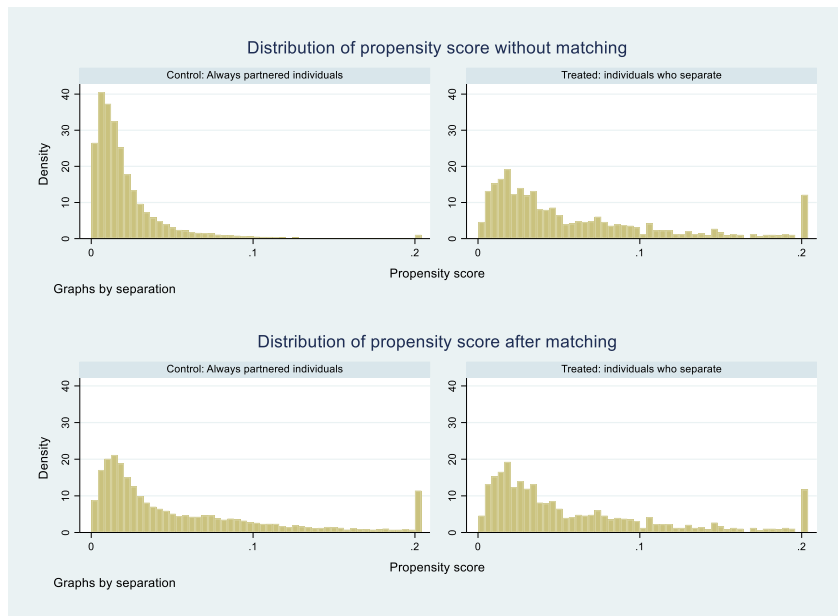 Distribution of propensity score without matching
Control: Always partnered individuals
Treated: individuals who separate
Density
0
10
20
30
40
0
.1
.2
0
10
20
30
40
0
.1
.2
Propensity score
Graphs by separation
Distribution of propensity score after matching
Control: Always partnered individuals
Treated: individuals who separate
Density
0
10
20
30
40
0
.1
.2
0
10
20
30
40
0
.1
.2
Propensity score
Graphs by separation